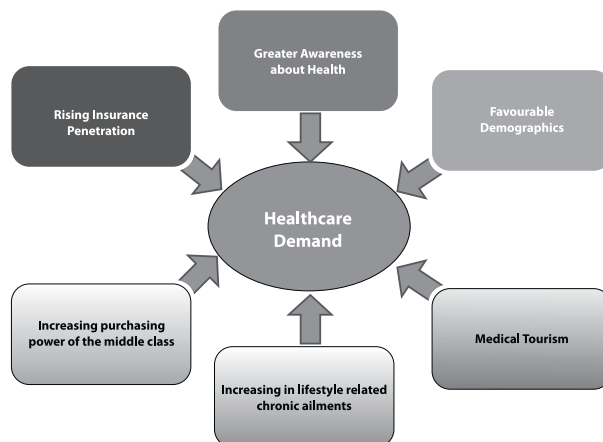 Greater Awareness
about Health
Rising Insurance
Penetration
Favourable
Demographics
Healthcare
Demand
Increasing purchasing
power of the middle class
Medical Tourism
Increasing in lifestyle related
chronic ailments